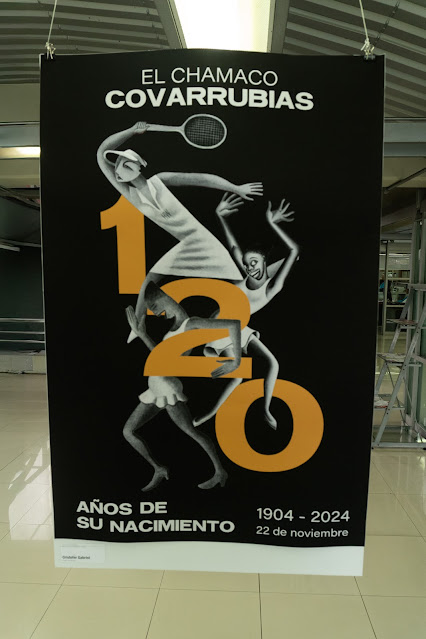 EL CHAMACO
COVARRUBIAS
120
AÑOS DE
SU NACIMIENTO
1904 - 2024
22 de noviembre